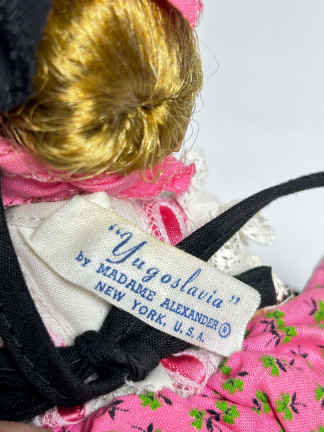 "Yugoslavia"
by MADAME ALEXANDER®
NEW YORK, U.S.A.